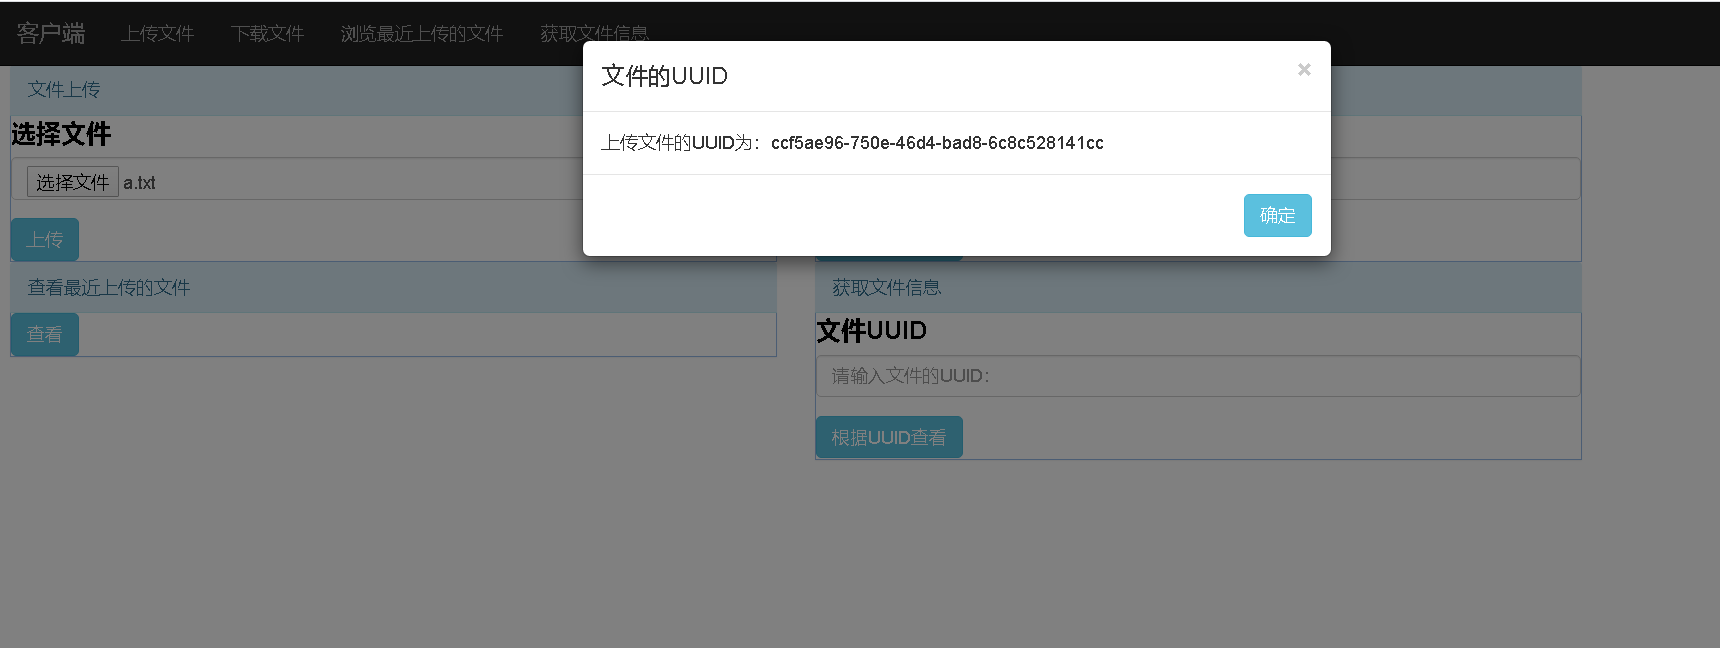 客户端 上传文件 下载文件 浏览最近上传的文件 获取文件信息
文件的UUID ×
上传文件的UUID为：ccf5ae96-750e-46d4-bad8-6c8c528141cc
确定
文件上传
选择文件
选择文件 a.txt
上传
查看最近上传的文件
查看
获取文件信息
文件UUID
请输入文件的UUID：
根据UUID查看